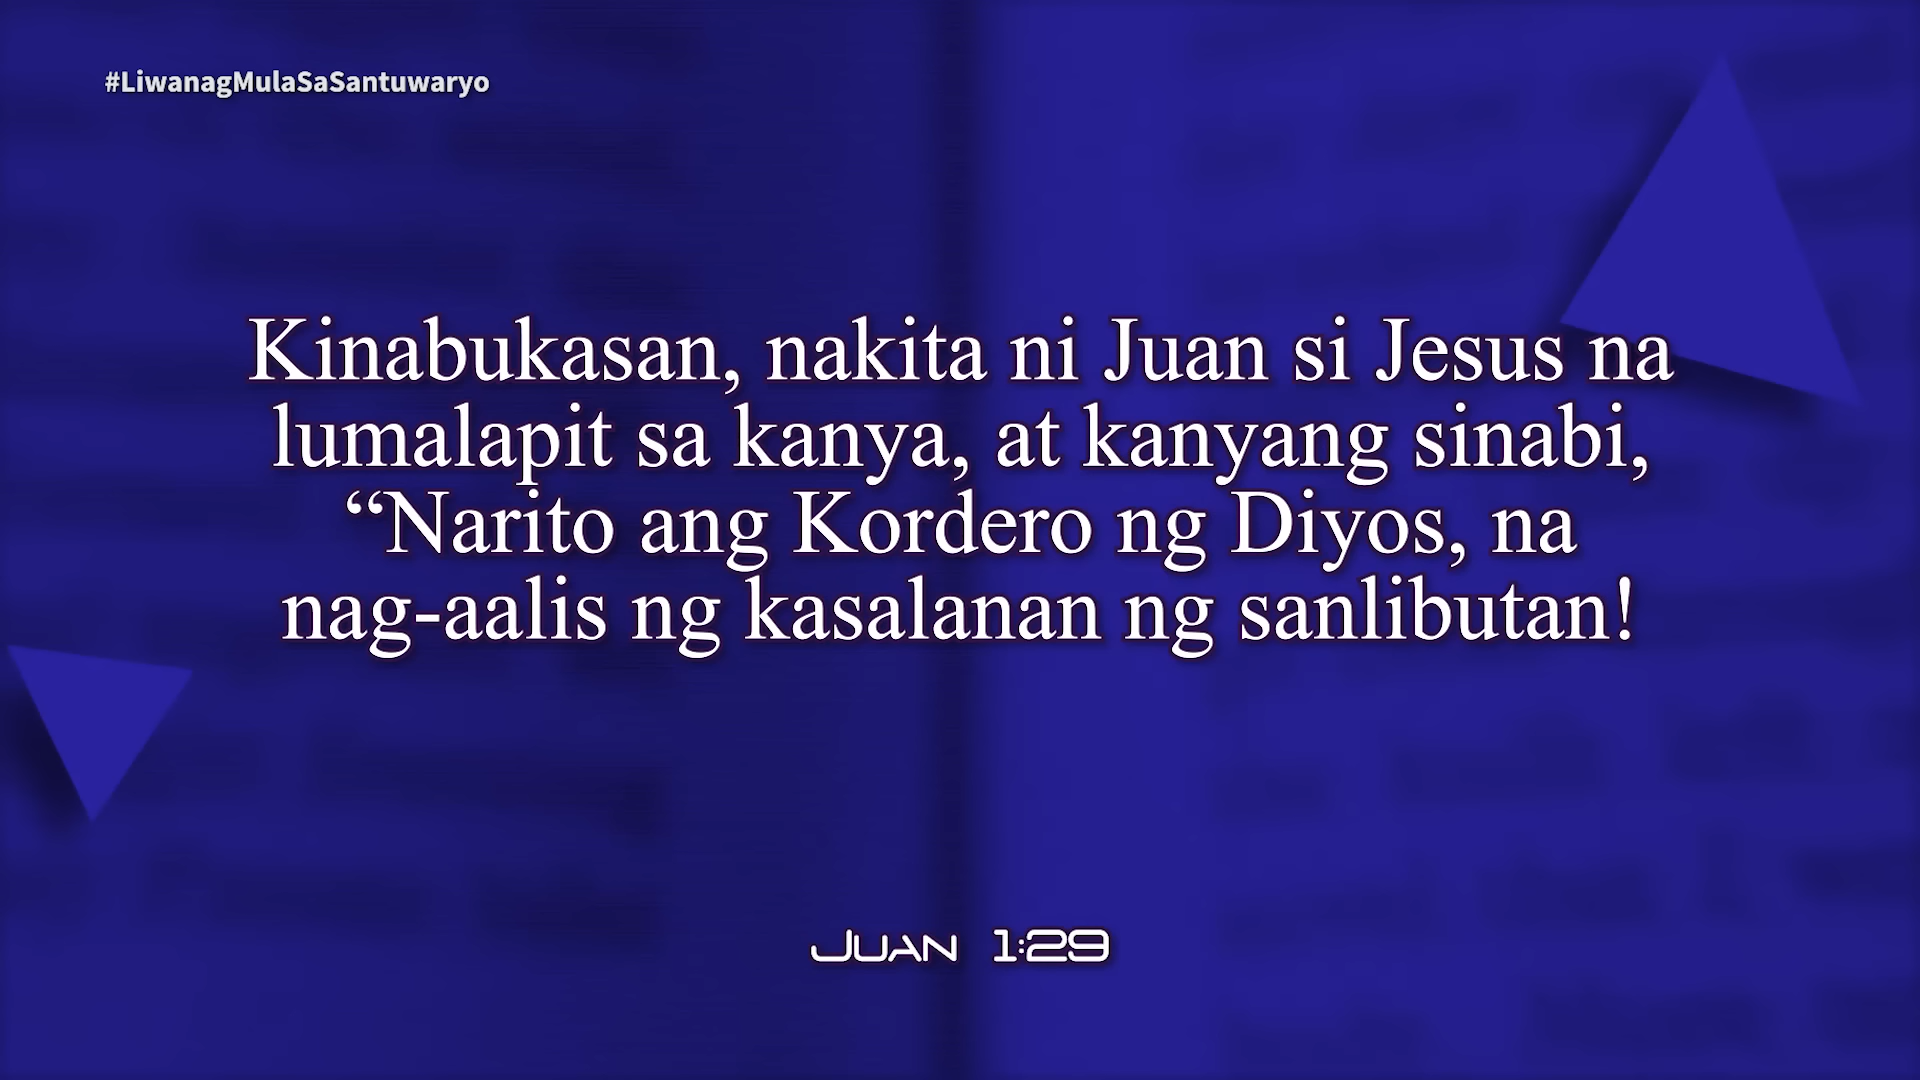 #LiwanagMulaSaSantuwaryo
Kinabukasan, nakita ni Juan si Jesus na
lumalapit sa kanya, at kanyang sinabi,
“Narito ang Kordero ng Diyos, na
nag-aalis ng kasalanan ng sanlibutan!
Juan 1:29